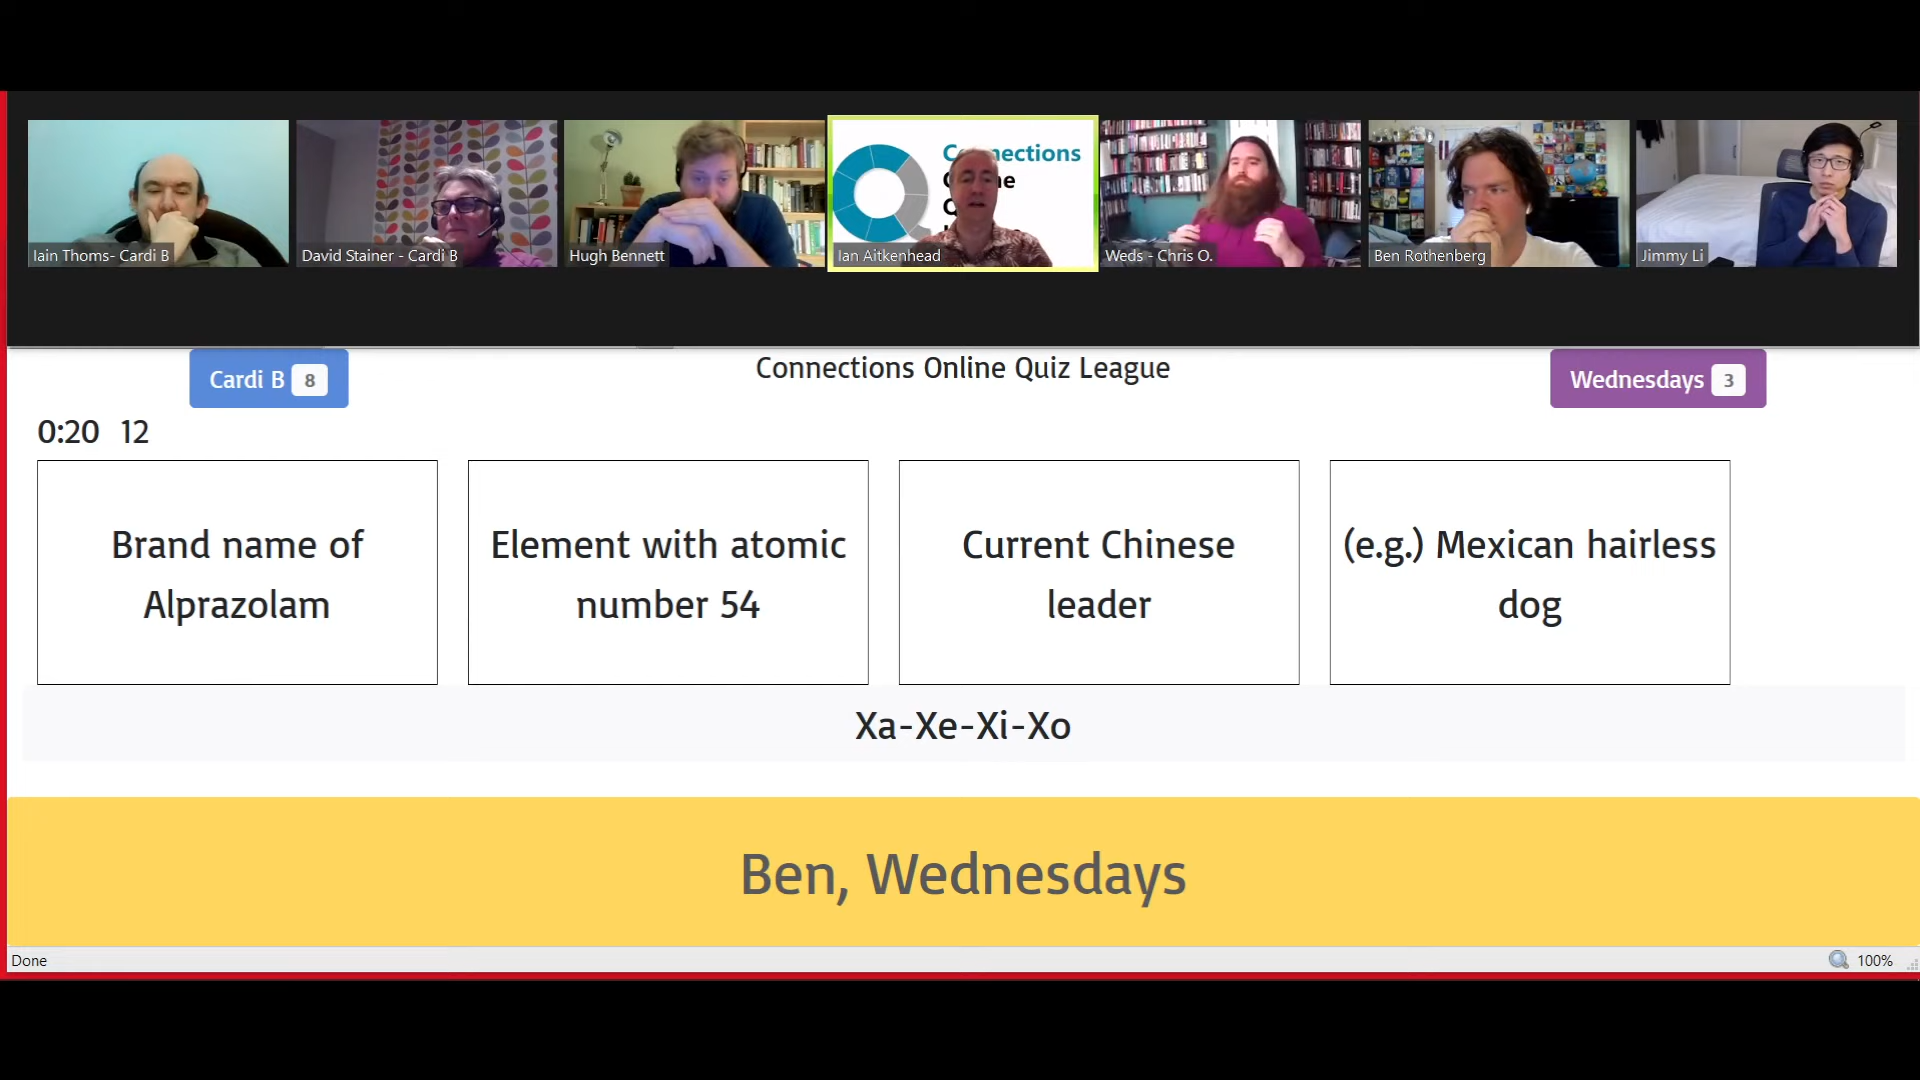 Connections
Iain Thoms- Cardi B
David Stainer - Cardi B
Hugh Bennett
Ian Aitkenhead
Weds - Chris O.
Ben Rothenberg
Jimmy Li
Cardi B 8
Connections Online Quiz League
Wednesdays 3
0:20 12
Brand name of
Alprazolam
Element with atomic
number 54
Current Chinese
leader
(e.g.) Mexican hairless
dog
Xa-Xe-Xi-Xo
Ben, Wednesdays
Done
100%